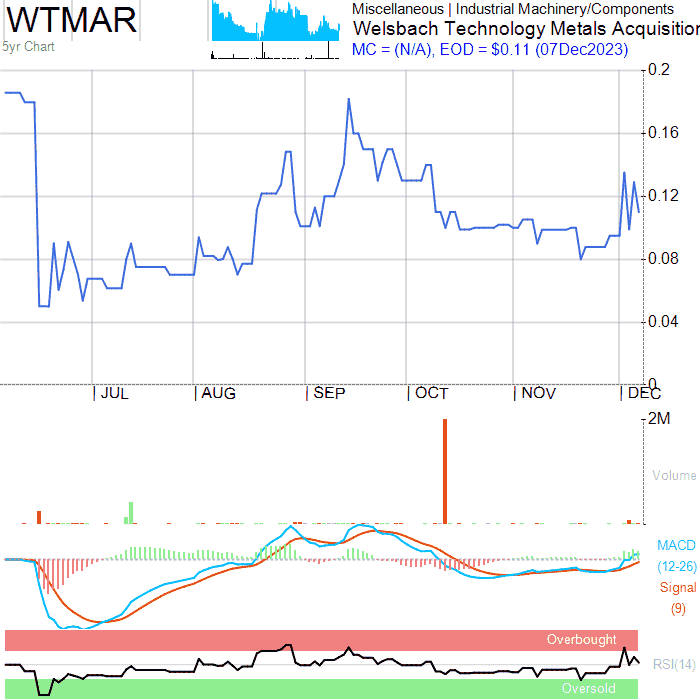 WTMAR
5yr Chart
Miscellaneous | Industrial Machinery/Components
Welsbach Technology Metals Acquisition
MC = (N/A), EOD = $0.11 (07Dec2023)
0.2
0.16
0.12
0.08
0.04
0
JUL AUG SEP OCT NOV DEC
2M
Volume
MACD
(12-26)
Signal
(9)
Overbought
RSI(14)
Oversold